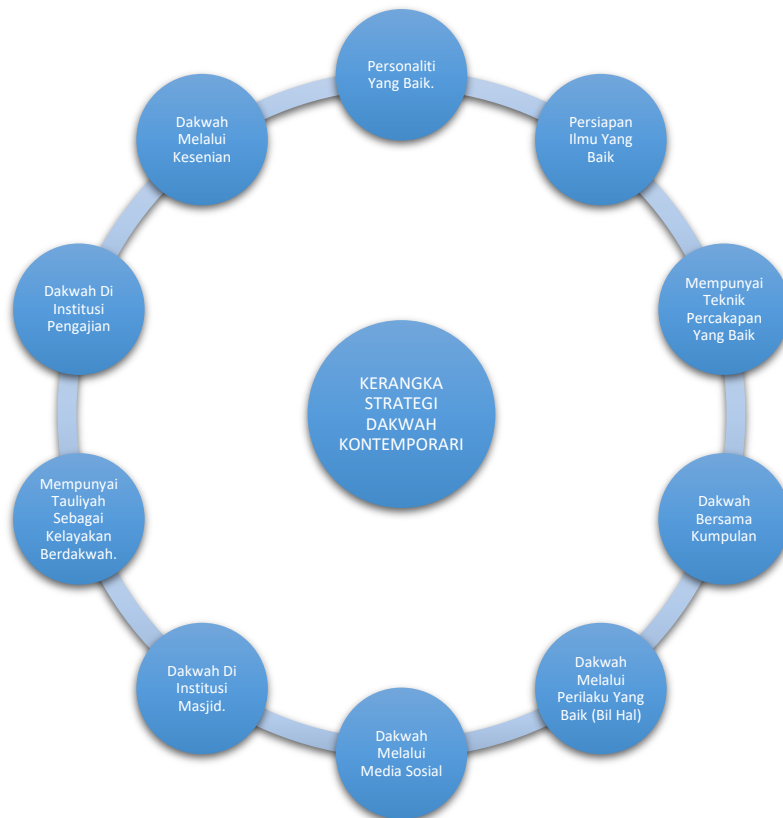 Personaliti
Yang Baik.
Persiapan
Ilmu Yang
Baik
Mempunyai
Teknik
Percakapan
Yang Baik
Dakwah
Bersama
Kumpulan
Dakwah
Melalui
Perilaku Yang
Baik (Bil Hal)
Dakwah
Melalui
Media Sosial
Dakwah Di
Institusi
Masjid.
Mempunyai
Tauliyah
Sebagai
Kelayakan
Berdakwah.
Dakwah Di
Institusi
Pengajian
Dakwah
Melalui
Kesenian
KERANGKA
STRATEGI
DAKWAH
KONTEMPORARI